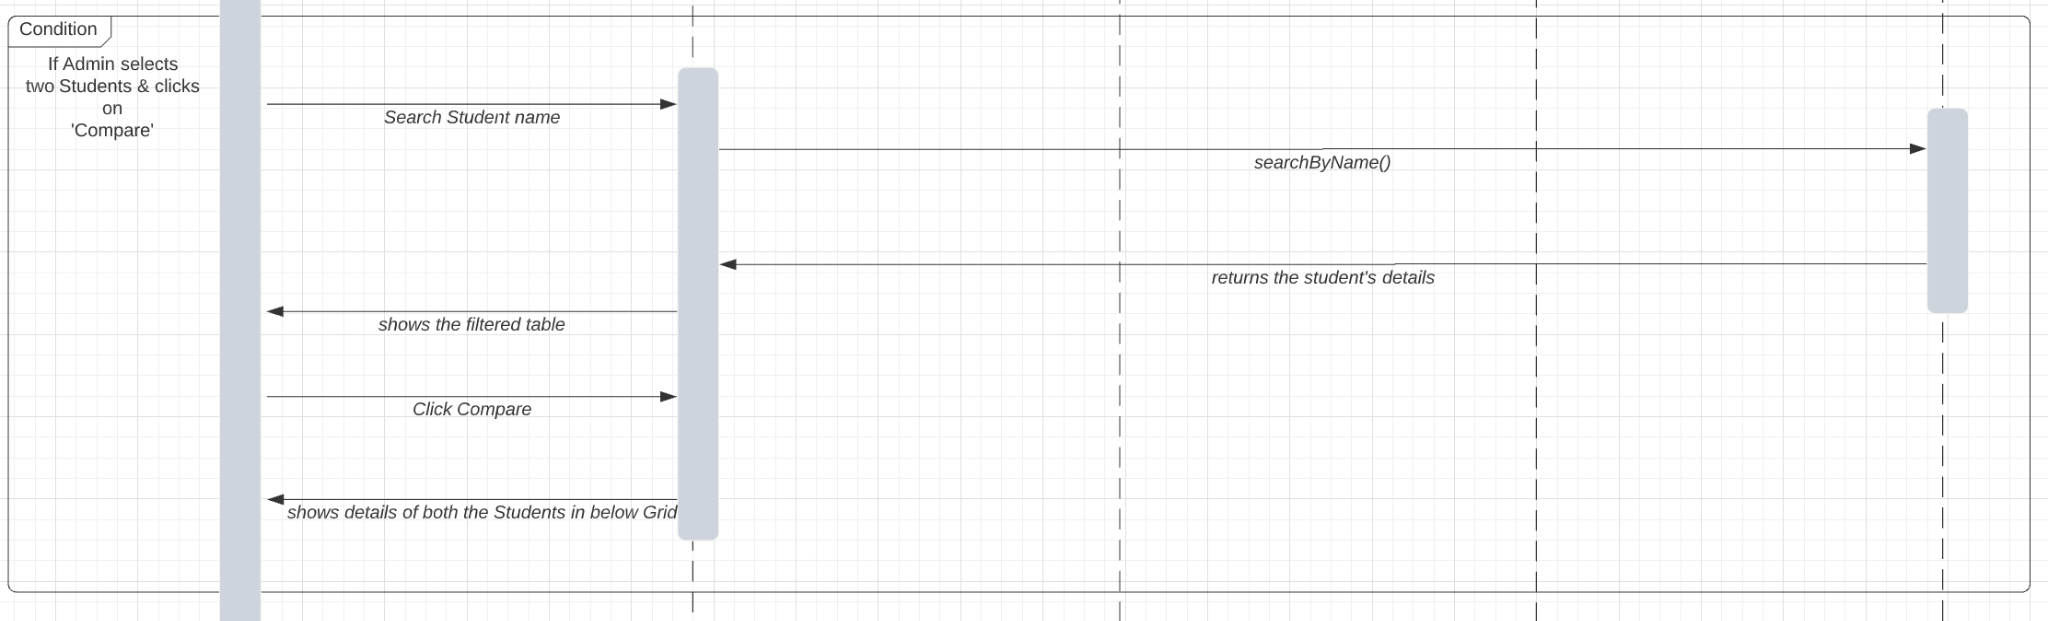 Condition
If Admin selects
two Students & clicks
on
'Compare'
Search Student name
searchByName()
returns the student's details
shows the filtered table
Click Compare
shows details of both the Students in below Grid